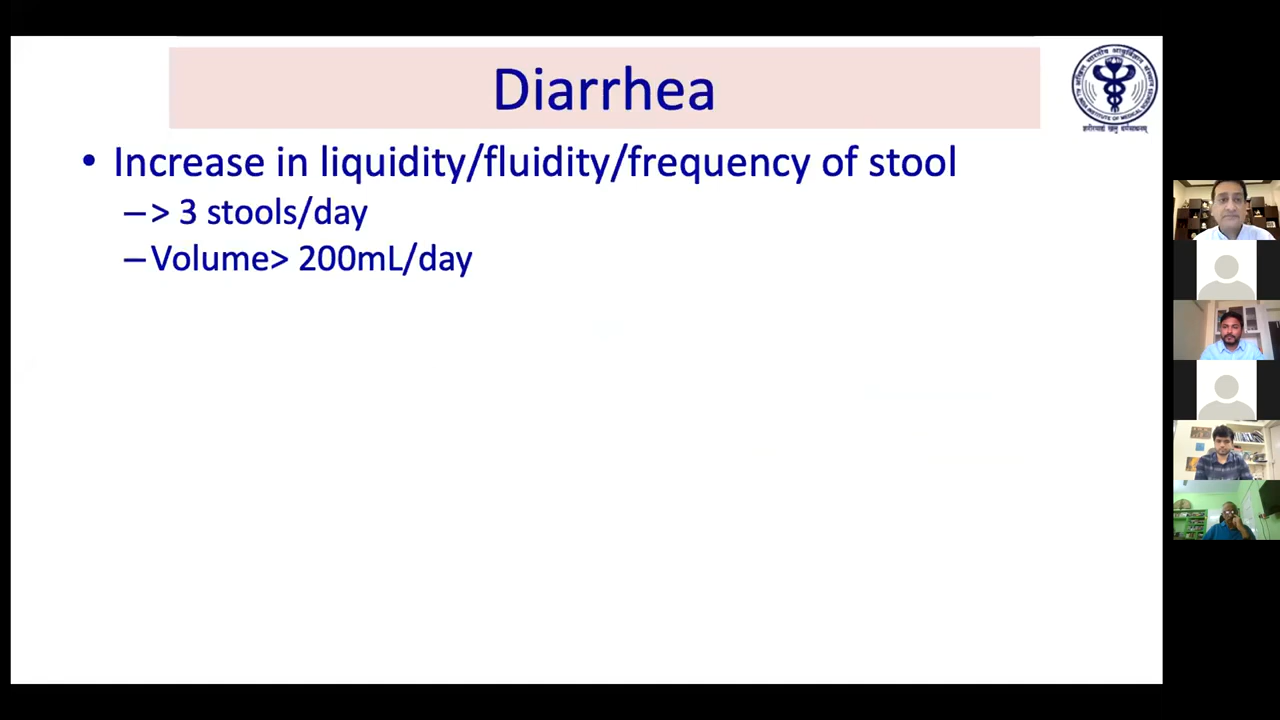 Diarrhea
• Increase in liquidity/fluidity/frequency of stool
–> 3 stools/day
–Volume> 200mL/day